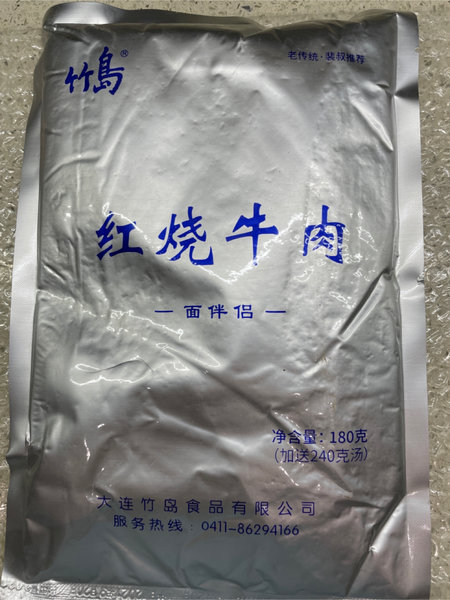 竹岛®
老传统·裴叔推荐
红烧牛肉
— 面伴侣 —
净含量：180克
（加送240克汤）
大连竹岛食品有限公司
服务热线：0411-86294166